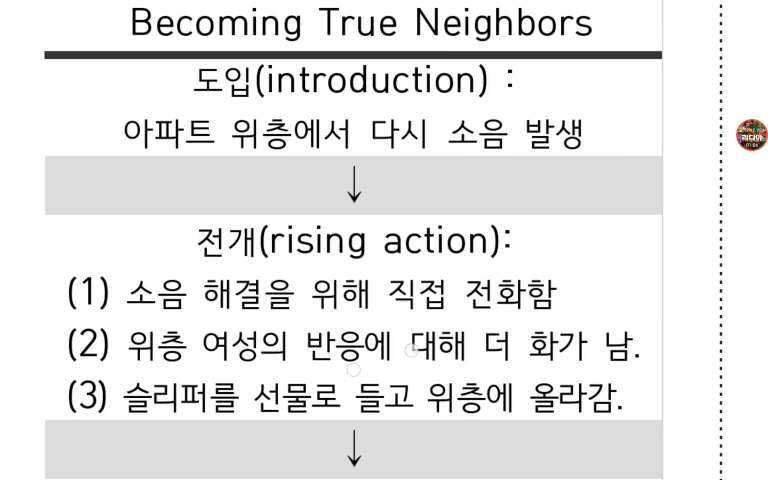 Becoming True Neighbors
도입(introduction) :
아파트 위층에서 다시 소음 발생
↓
전개(rising action):
(1) 소음 해결을 위해 직접 전화함
(2) 위층 여성의 반응에 대해 더 화가 남.
(3) 슬리퍼를 선물로 들고 위층에 올라감.
↓